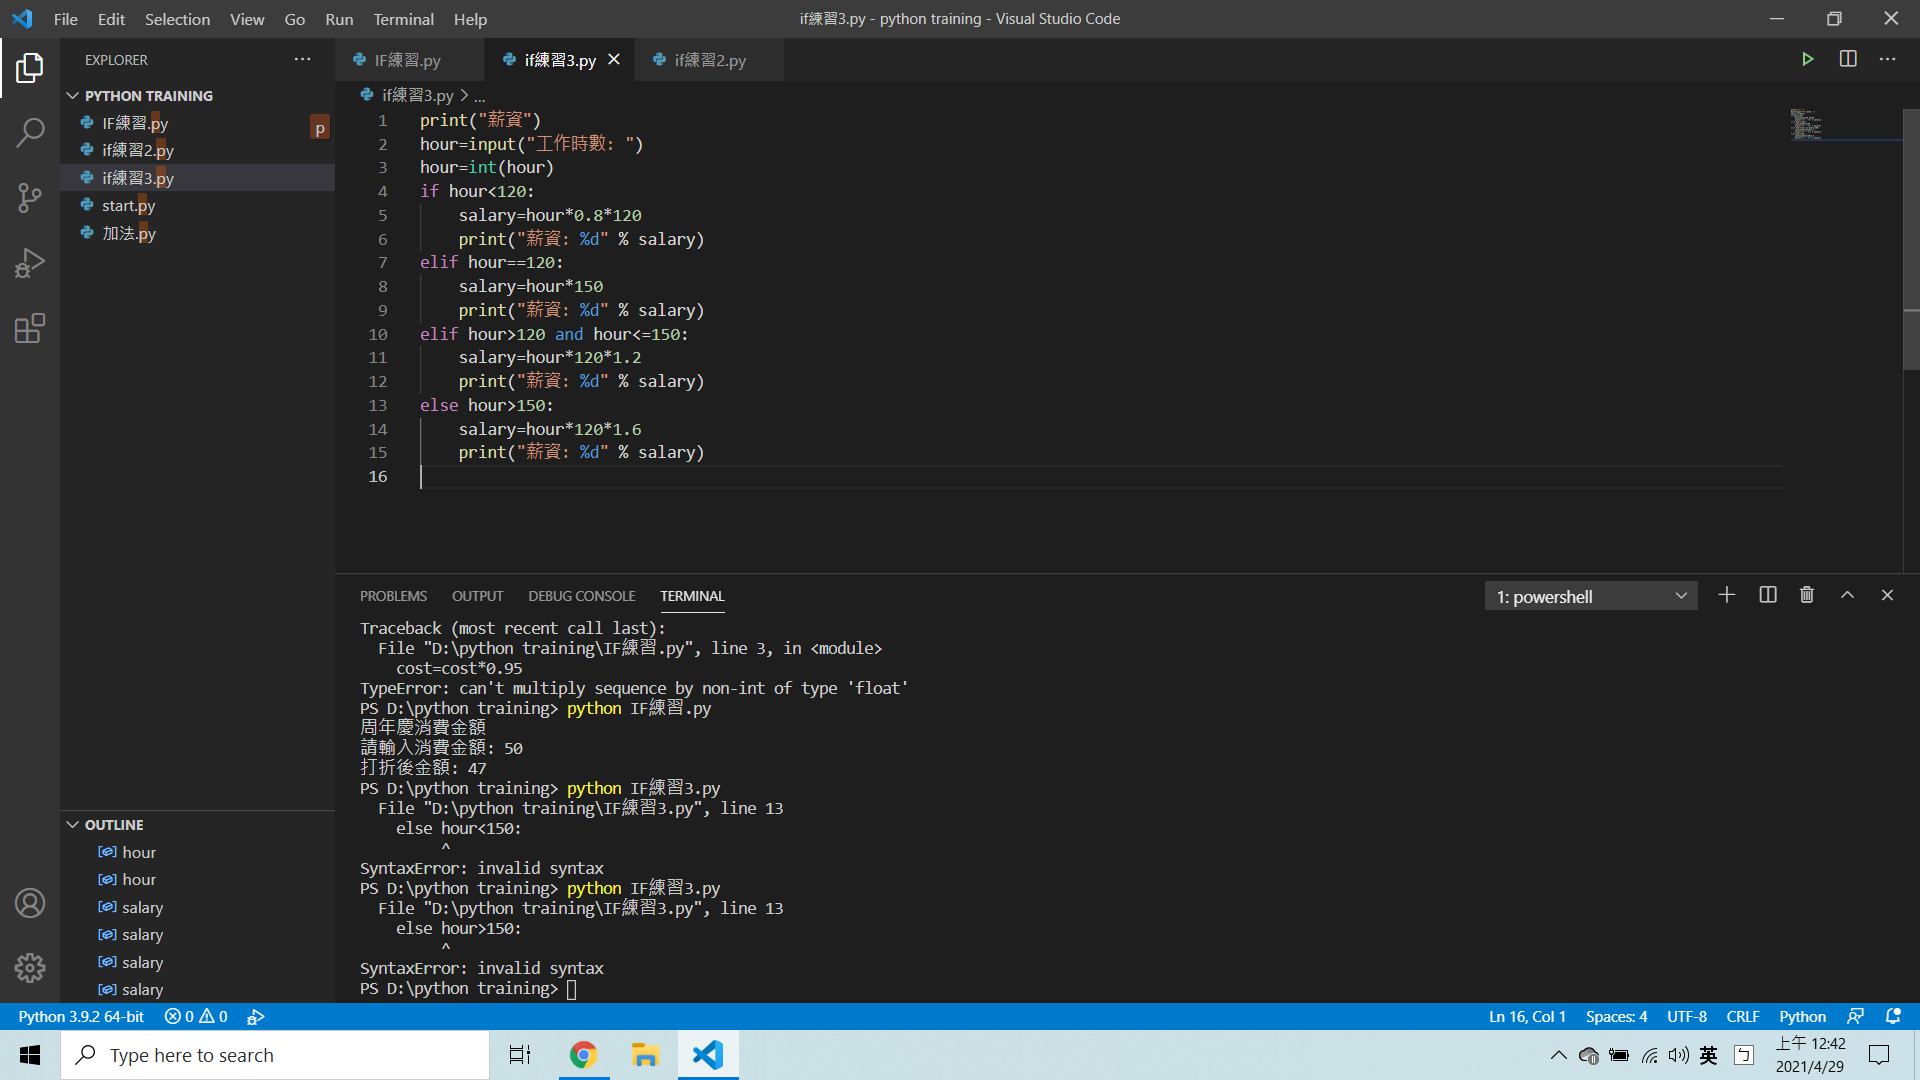 File Edit Selection View Go Run Terminal Help
if練習3.py - python training - Visual Studio Code
EXPLORER
PYTHON TRAINING
IF練習.py p
if練習2.py
if練習3.py
start.py
加法.py
OUTLINE
hour
hour
salary
salary
salary
salary
IF練習.py if練習3.py if練習2.py
if練習3.py > ...
1 print("薪資")
2 hour=input("工作時數: ")
3 hour=int(hour)
4 if hour<120:
5 salary=hour*0.8*120
6 print("薪資: %d" % salary)
7 elif hour==120:
8 salary=hour*150
9 print("薪資: %d" % salary)
10 elif hour>120 and hour<=150:
11 salary=hour*120*1.2
12 print("薪資: %d" % salary)
13 else hour>150:
14 salary=hour*120*1.6
15 print("薪資: %d" % salary)
16
PROBLEMS OUTPUT DEBUG CONSOLE TERMINAL
1: powershell
Traceback (most recent call last):
File "D:\python training\IF練習.py", line 3, in <module>
cost=cost*0.95
TypeError: can't multiply sequence by non-int of type 'float'
PS D:\python training> python IF練習.py
周年慶消費金額
請輸入消費金額: 50
打折後金額: 47
PS D:\python training> python IF練習3.py
File "D:\python training\IF練習3.py", line 13
else hour<150:
^
SyntaxError: invalid syntax
PS D:\python training> python IF練習3.py
File "D:\python training\IF練習3.py", line 13
else hour>150:
^
SyntaxError: invalid syntax
PS D:\python training>
Python 3.9.2 64-bit 0 0
Ln 16, Col 1 Spaces: 4 UTF-8 CRLF Python
Type here to search
英 ㄅ
上午 12:42
2021/4/29